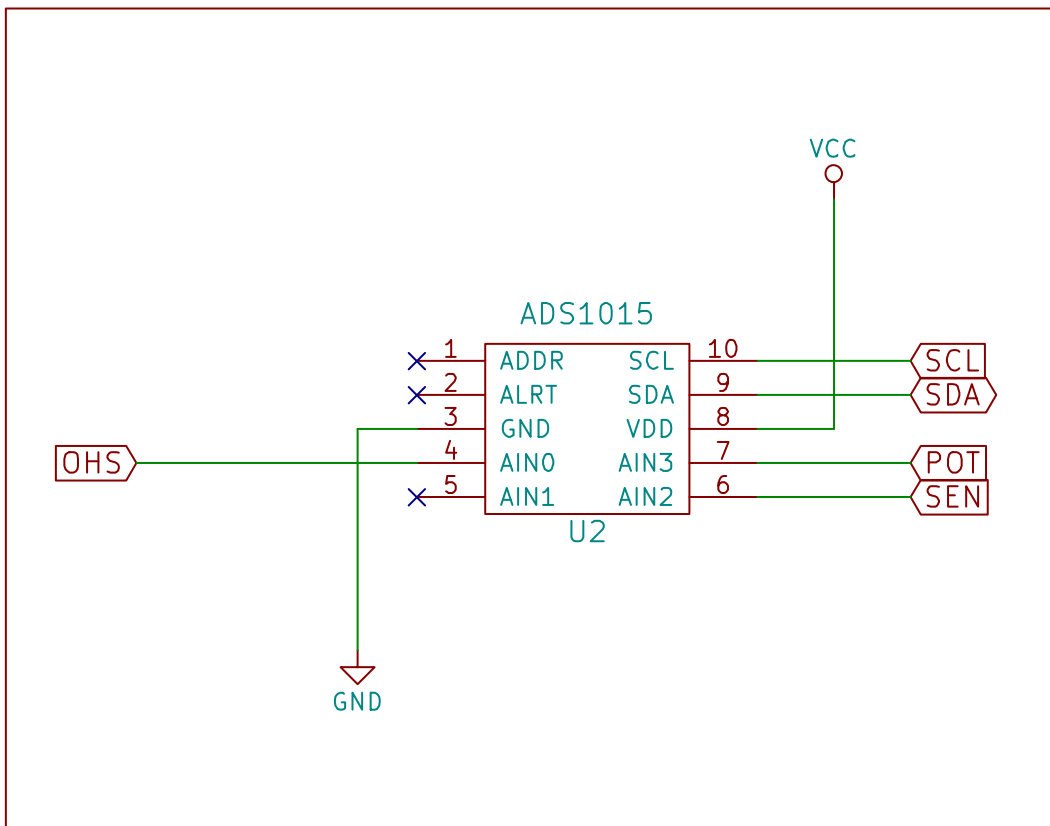 VCC
ADS1015
1 ADDR SCL 10 SCL
2 ALRT SDA 9 SDA
3 GND VDD 8
OHS 4 AIN0 AIN3 7 POT
5 AIN1 AIN2 6 SEN
U2
GND